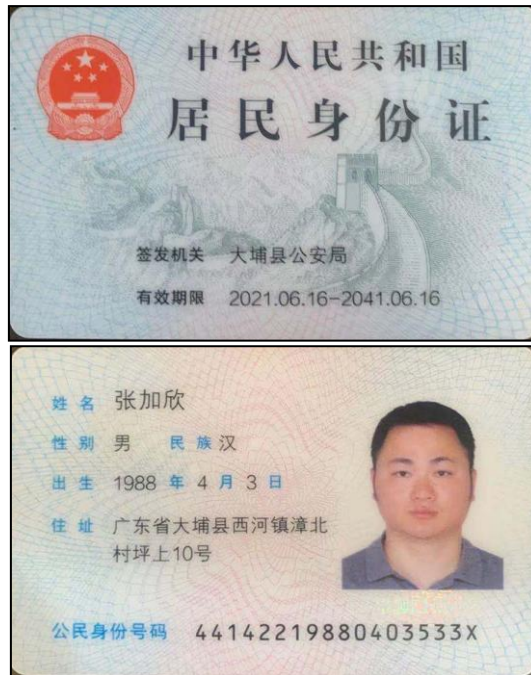 中华人民共和国
居民身份证
签发机关 大埔县公安局
有效期限 2021.06.16-2041.06.16
姓名 张加欣
性别 男 民族 汉
出生 1988 年 4 月 3 日
住址 广东省大埔县西河镇漳北
村坪上10号
公民身份号码 44142219880403533X